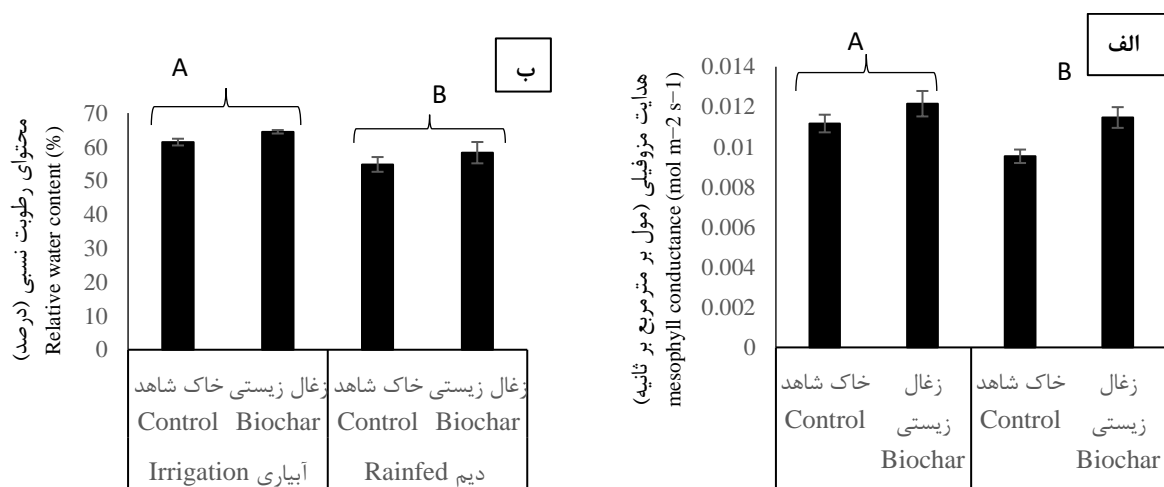 الف
A
B
هدایت مزوفیلی (مول بر مترمربع بر ثانیه)
mesophyll conductance (mol m−2 s−1)
0.014
0.012
0.01
0.008
0.006
0.004
0.002
0
خاک شاهد
Control
زغال
زیستی
Biochar
خاک شاهد
Control
زغال
زیستی
Biochar
ب
A
B
محتوای رطوبت نسبی (درصد)
Relative water content (%)
70
60
50
40
30
20
10
0
خاک شاهد
Control
زغال زیستی
Biochar
خاک شاهد
Control
زغال زیستی
Biochar
آبیاری Irrigation
دیم Rainfed